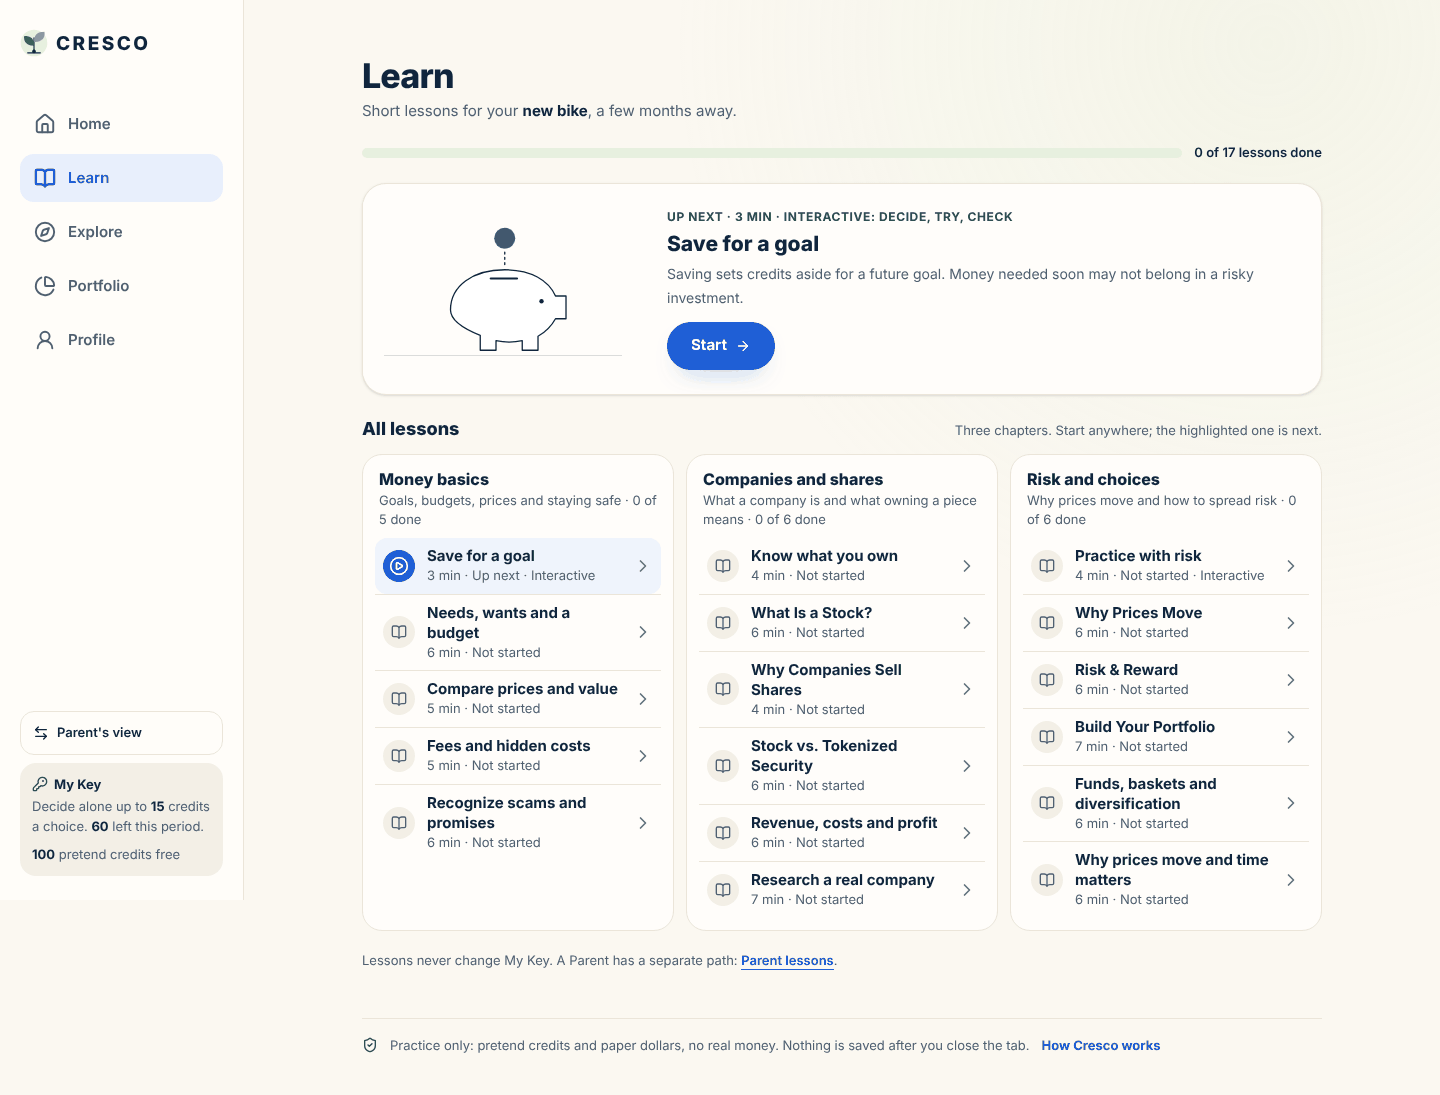 CRESCO
Home
Learn
Explore
Portfolio
Profile
Parent's view
My Key
Decide alone up to 15 credits
a choice. 60 left this period.
100 pretend credits free
Learn
Short lessons for your new bike, a few months away.
0 of 17 lessons done
UP NEXT · 3 MIN · INTERACTIVE: DECIDE, TRY, CHECK
Save for a goal
Saving sets credits aside for a future goal. Money needed soon may not belong in a risky
investment.
Start
All lessons
Three chapters. Start anywhere; the highlighted one is next.
Money basics
Goals, budgets, prices and staying safe · 0 of
5 done
Save for a goal
3 min · Up next · Interactive
Needs, wants and a
budget
6 min · Not started
Compare prices and value
5 min · Not started
Fees and hidden costs
5 min · Not started
Recognize scams and
promises
6 min · Not started
Companies and shares
What a company is and what owning a piece
means · 0 of 6 done
Know what you own
4 min · Not started
What Is a Stock?
6 min · Not started
Why Companies Sell
Shares
4 min · Not started
Stock vs. Tokenized
Security
6 min · Not started
Revenue, costs and profit
6 min · Not started
Research a real company
7 min · Not started
Risk and choices
Why prices move and how to spread risk · 0
of 6 done
Practice with risk
4 min · Not started · Interactive
Why Prices Move
6 min · Not started
Risk & Reward
6 min · Not started
Build Your Portfolio
7 min · Not started
Funds, baskets and
diversification
6 min · Not started
Why prices move and time
matters
6 min · Not started
Lessons never change My Key. A Parent has a separate path: Parent lessons.
Practice only: pretend credits and paper dollars, no real money. Nothing is saved after you close the tab. How Cresco works